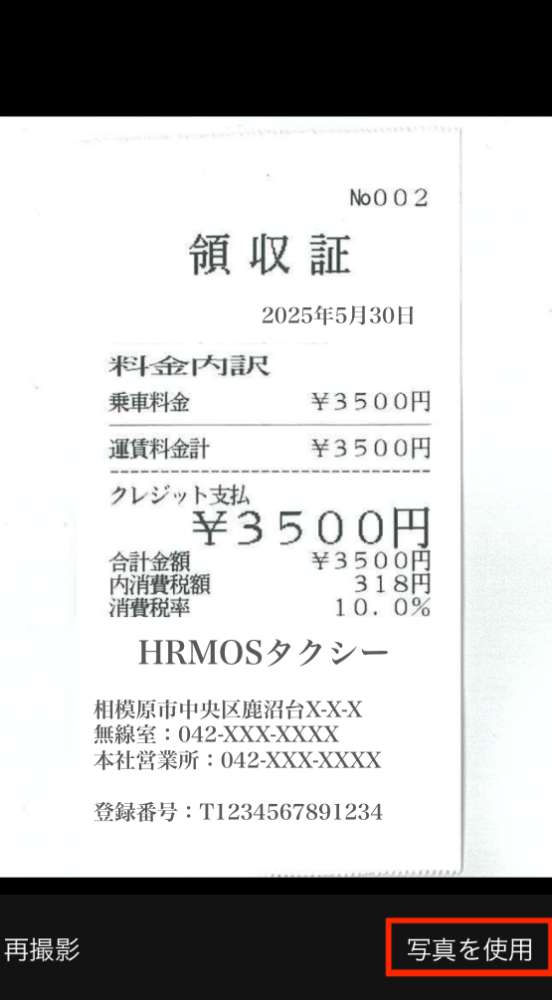 No002
領収証
2025年5月30日
料金内訳
乗車料金 ¥3500円
運賃料金計 ¥3500円
クレジット支払
¥3500円
合計金額 ¥3500円
内消費税額 318円
消費税率 10.0%
HRMOSタクシー
相模原市中央区鹿沼台X-X-X
無線室:042-XXX-XXXX
本社営業所:042-XXX-XXXX
登録番号:T1234567891234
再撮影 写真を使用